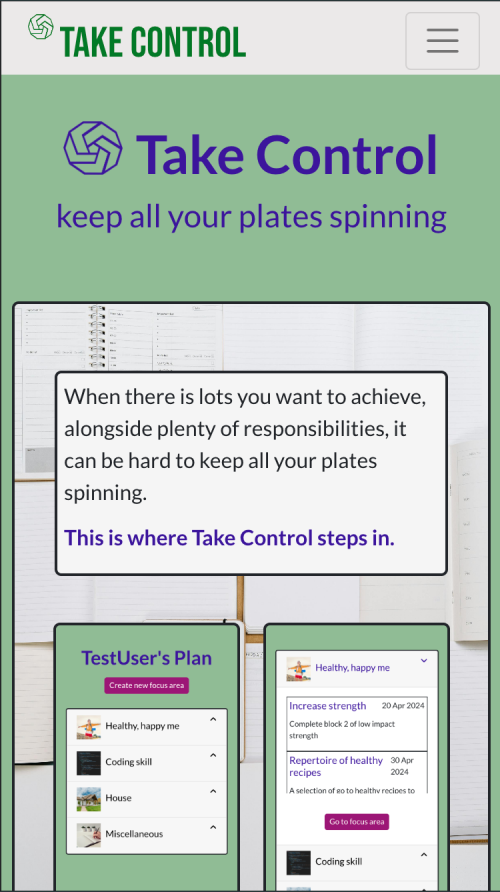 TAKE CONTROL
Take Control
keep all your plates spinning
When there is lots you want to achieve,
alongside plenty of responsibilities, it
can be hard to keep all your plates
spinning.
This is where Take Control steps in.
TestUser's Plan
Create new focus area
Healthy, happy me
Coding skill
House
Miscellaneous
Healthy, happy me
Increase strength 20 Apr 2024
Complete block 2 of low impact
strength
Repertoire of healthy 30 Apr
recipes 2024
A selection of go to healthy recipes to
Go to focus area
Coding skill